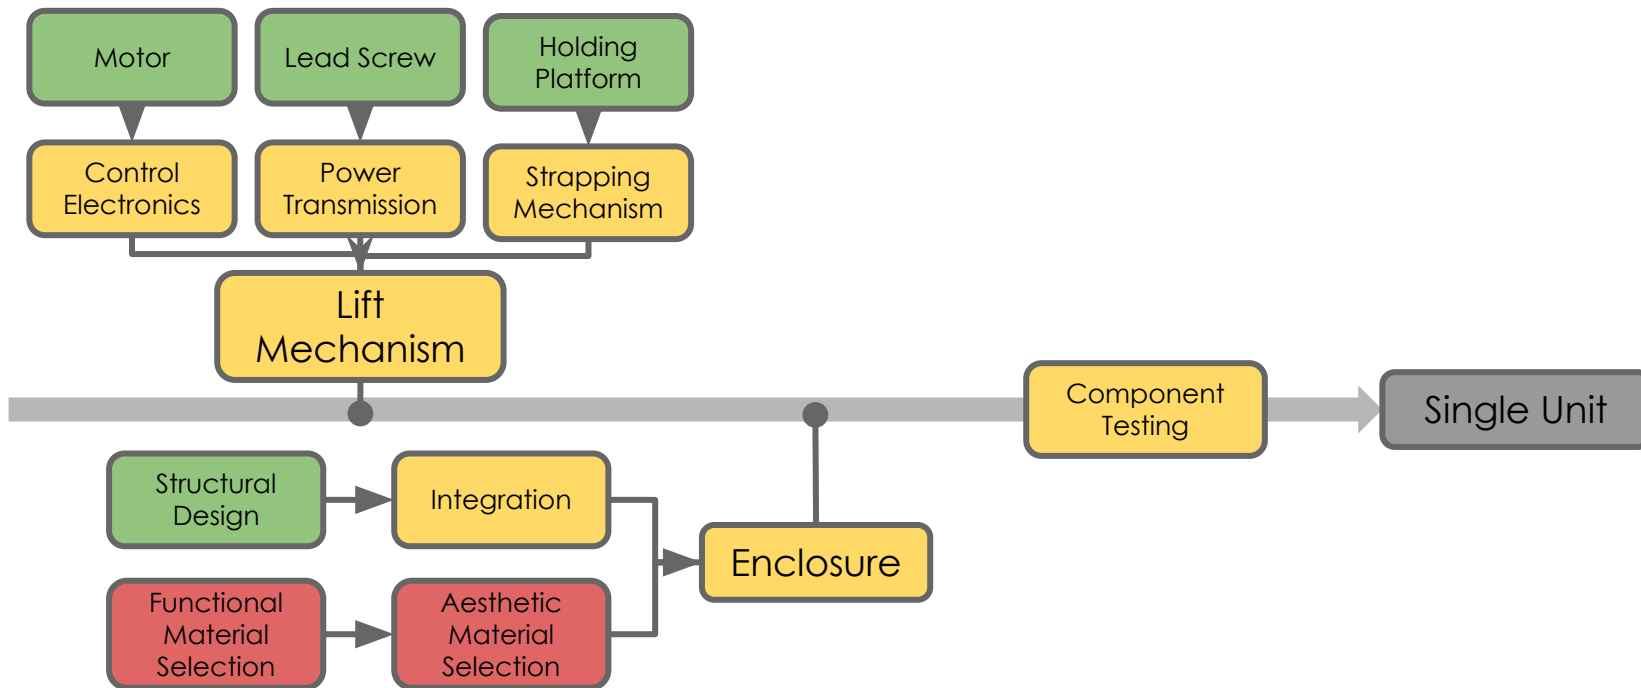 Motor
Lead Screw
Holding
Platform
Control
Electronics
Power
Transmission
Strapping
Mechanism
Lift
Mechanism
Component
Testing
Single Unit
Structural
Design
Integration
Enclosure
Functional
Material
Selection
Aesthetic
Material
Selection